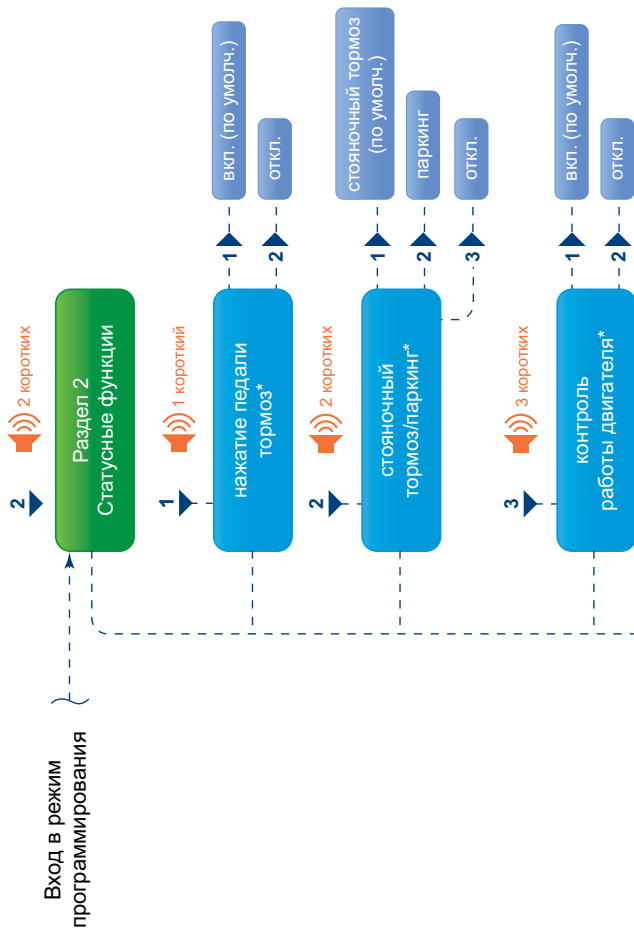 Вход в режим
программирования
2
2 коротких
Раздел 2
Статусные функции
1
1 короткий
нажатие педали
тормоз*
1
вкл. (по умолч.)
2
откл.
2
2 коротких
стояночный
тормоз/паркинг*
1
стояночный тормоз
(по умолч.)
2
паркинг
3
откл.
3
3 коротких
контроль
работы двигателя*
1
вкл. (по умолч.)
2
откл.